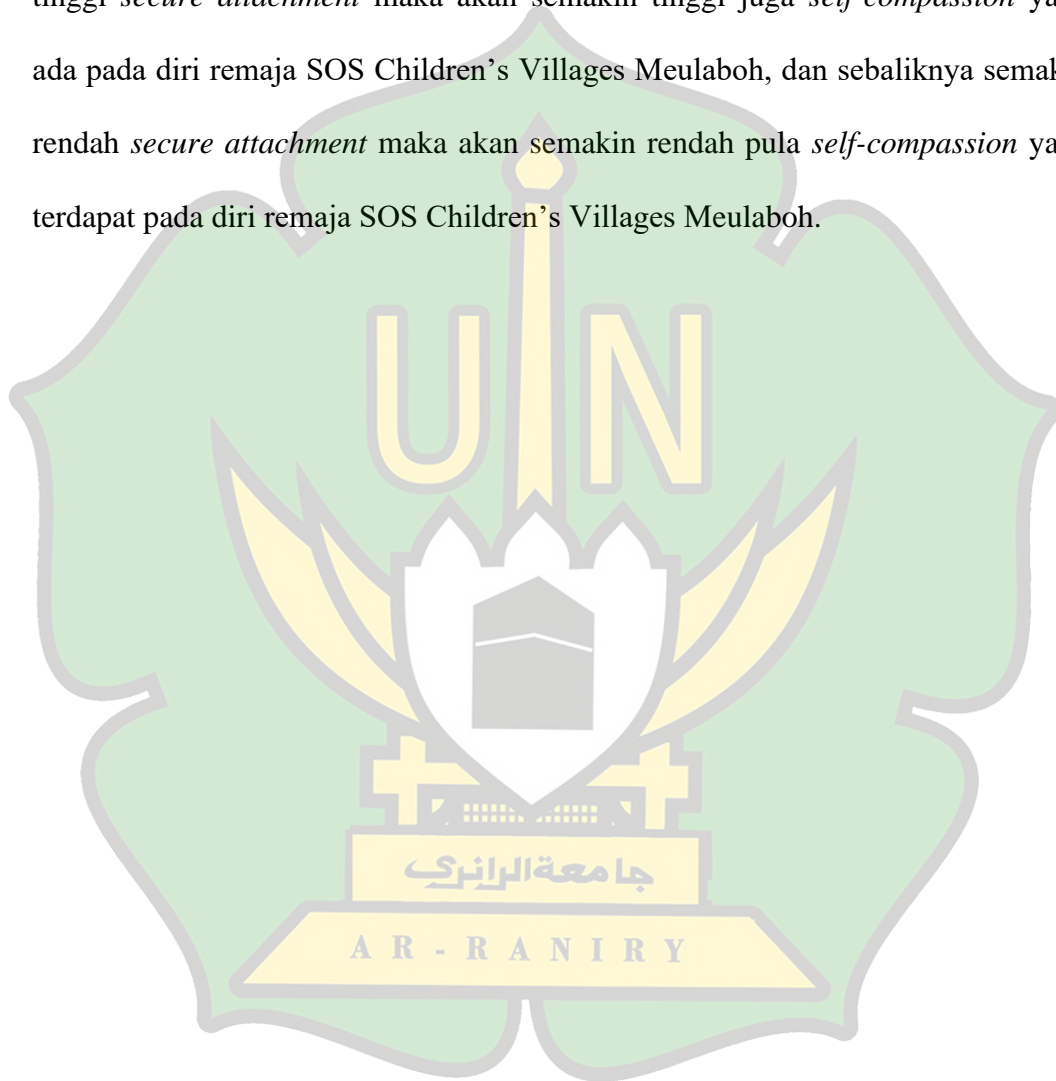 tinggi secure attachment maka akan semakin tinggi juga self-compassion ya
ada pada diri remaja SOS Children’s Villages Meulaboh, dan sebaliknya semak
rendah secure attachment maka akan semakin rendah pula self-compassion ya
terdapat pada diri remaja SOS Children’s Villages Meulaboh.
UIN
جامعةالرانري
AR-RANIRY